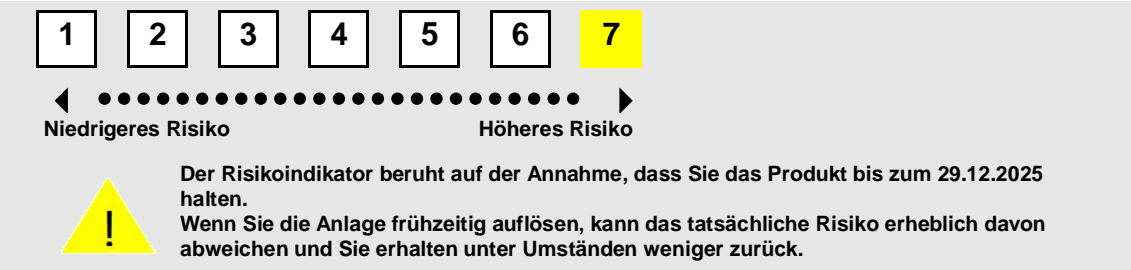 1 2 3 4 5 6 7
Niedrigeres Risiko Höheres Risiko
Der Risikoindikator beruht auf der Annahme, dass Sie das Produkt bis zum 29.12.2025
halten.
Wenn Sie die Anlage frühzeitig auflösen, kann das tatsächliche Risiko erheblich davon
abweichen und Sie erhalten unter Umständen weniger zurück.
!